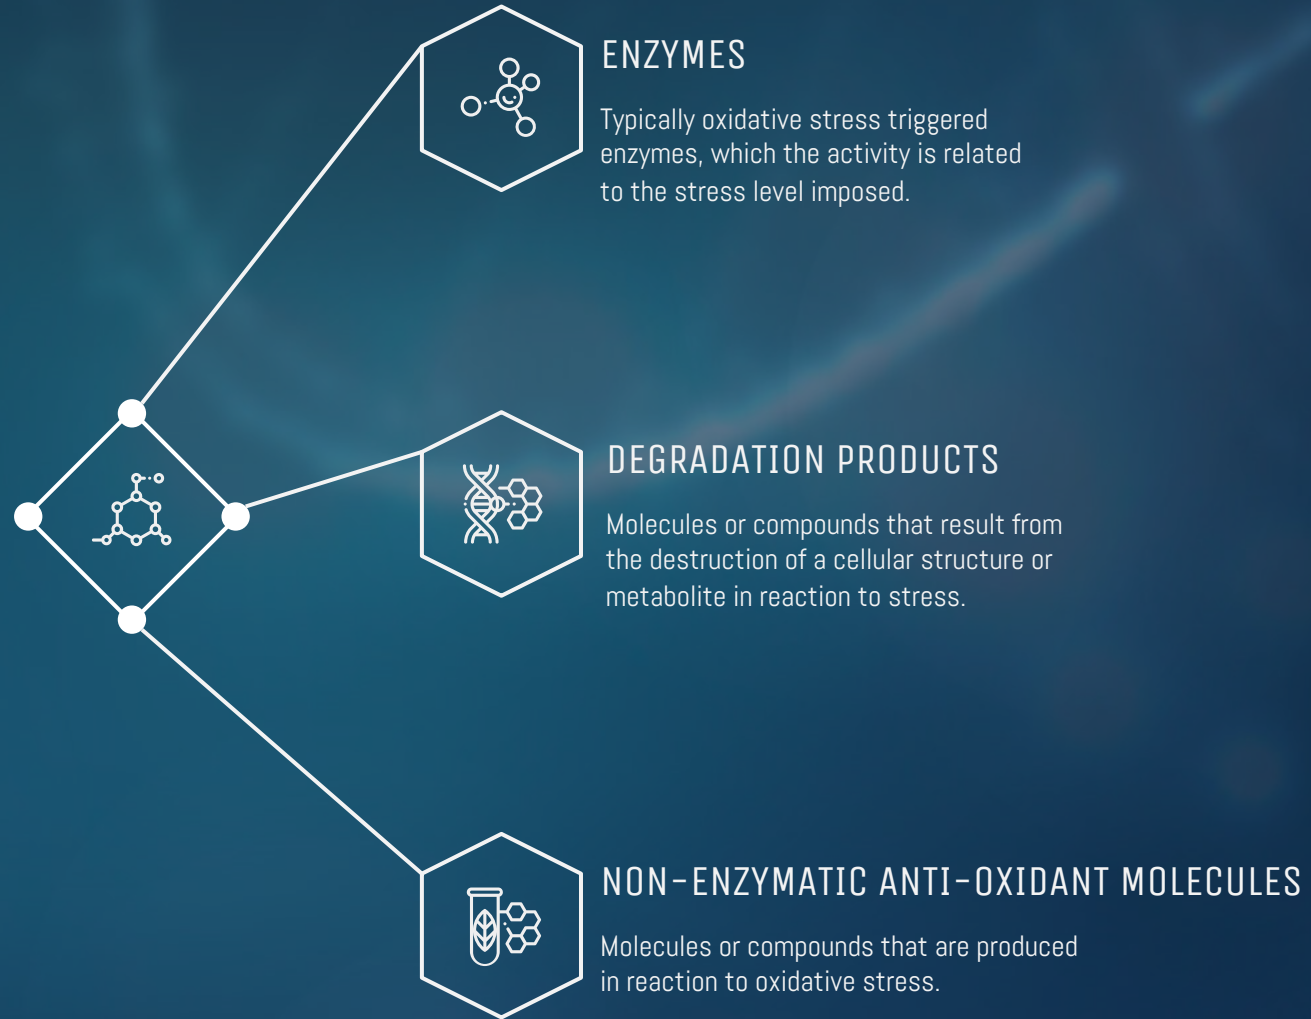 ENZYMES
Typically oxidative stress triggered
enzymes, which the activity is related
to the stress level imposed.
DEGRADATION PRODUCTS
Molecules or compounds that result from
the destruction of a cellular structure or
metabolite in reaction to stress.
NON-ENZYMATIC ANTI-OXIDANT MOLECULES
Molecules or compounds that are produced
in reaction to oxidative stress.